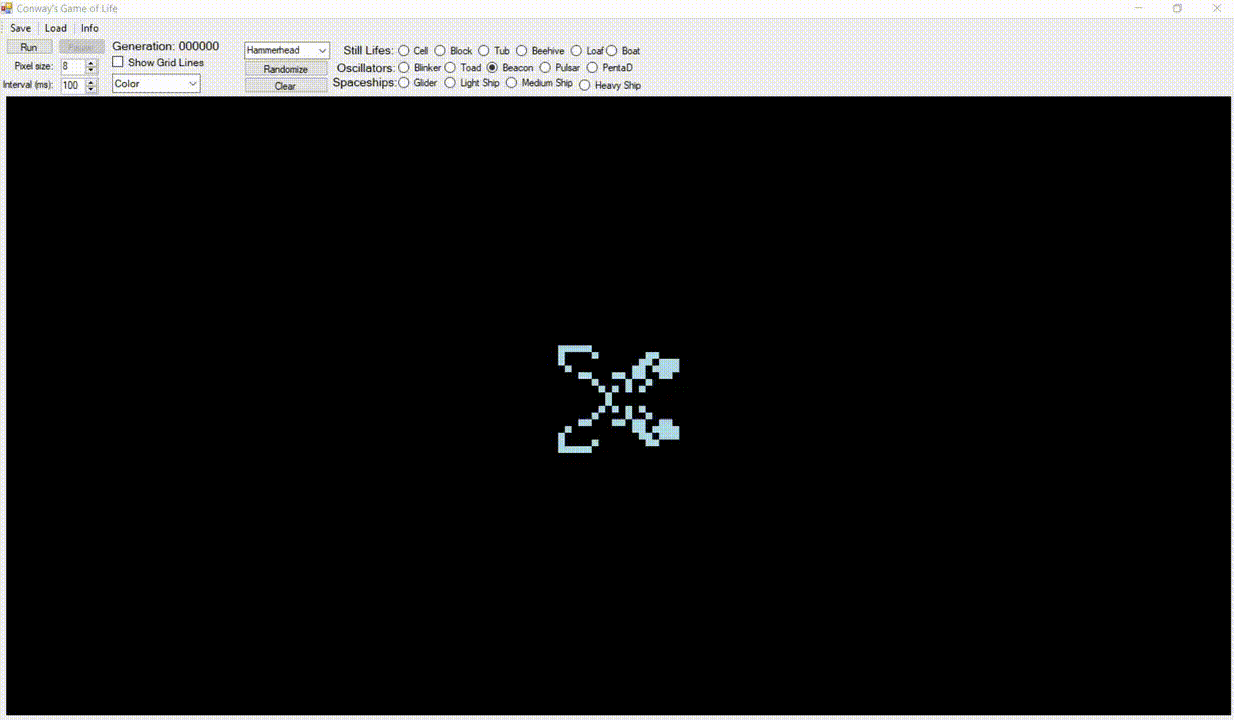 Conway's Game of Life
Save Load Info
Run Pause Generation: 000000 Hammerhead Still Lifes: Cell Block Tub Beehive Loaf Boat
Pixel size: 8 Show Grid Lines Randomize Oscillators: Blinker Toad Beacon Pulsar PentaD
Interval (ms): 100 Color Clear Spaceships: Glider Light Ship Medium Ship Heavy Ship